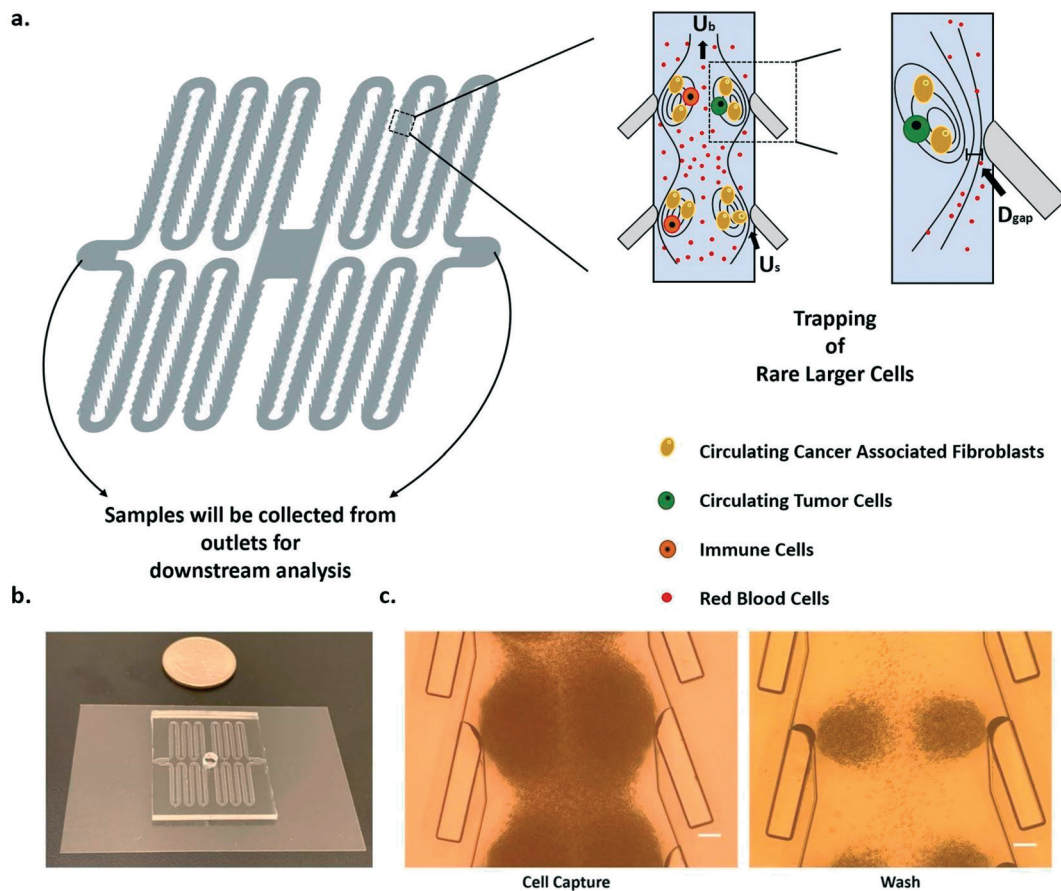 a.
Ub
Us
Dgap
Trapping
of
Rare Larger Cells
Circulating Cancer Associated Fibroblasts
Circulating Tumor Cells
Immune Cells
Red Blood Cells
Samples will be collected from
outlets for
downstream analysis
b.
c.
Cell Capture
Wash